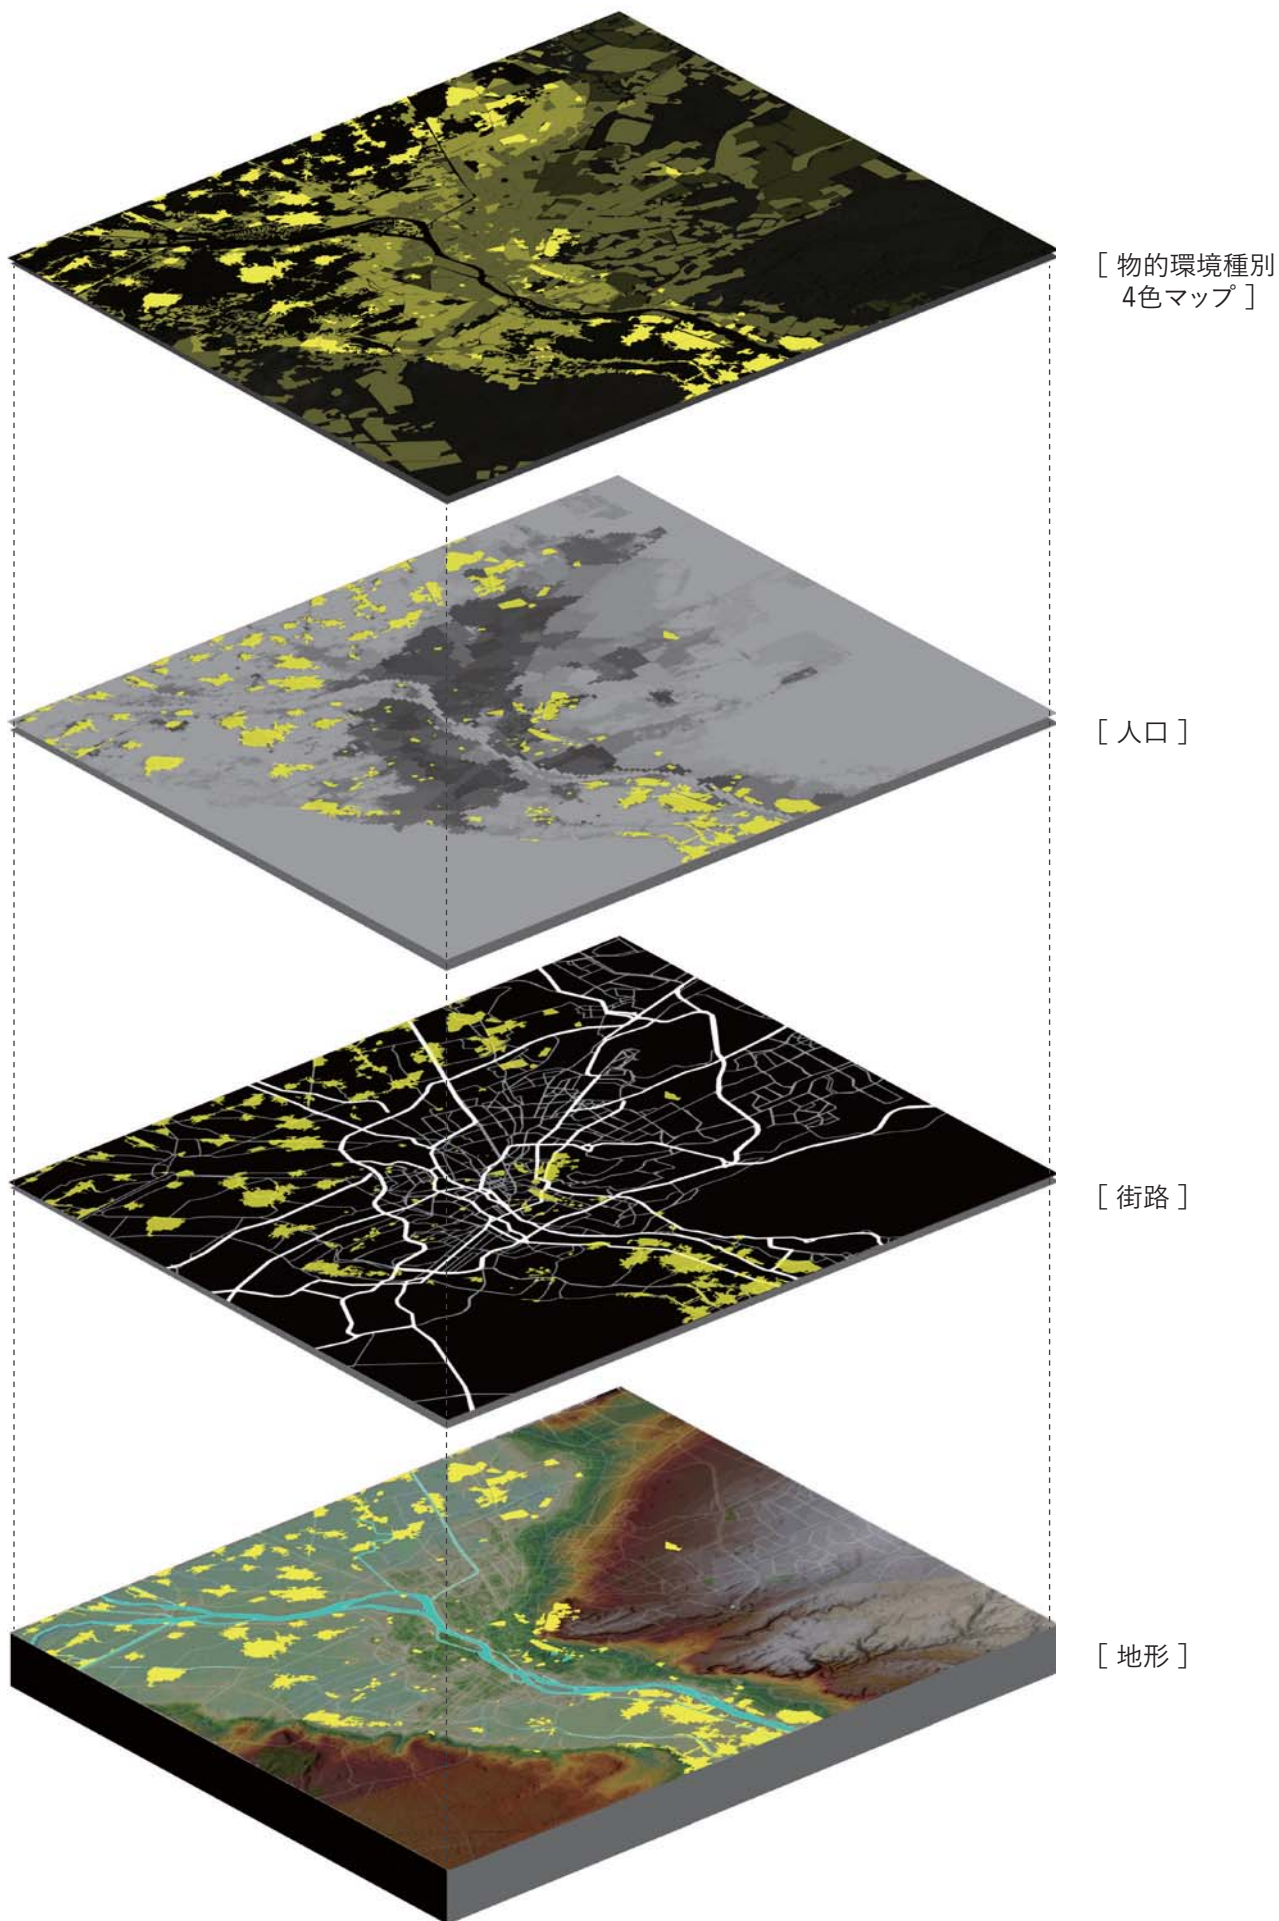 [ 物的環境種別
4色マップ ]
[ 人口 ]
[ 街路 ]
[ 地形 ]